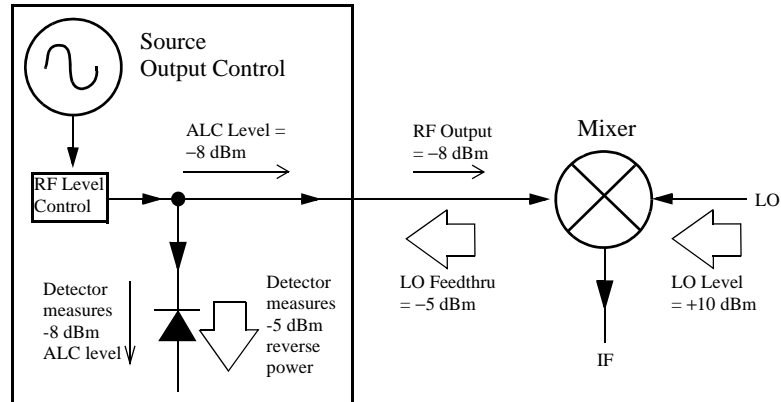 Source
Output Control
ALC Level =
−8 dBm
RF Output
= −8 dBm
Mixer
RF Level
Control
LO
LO Feedthru
= −5 dBm
LO Level
= +10 dBm
Detector
measures
-8 dBm
ALC level
Detector
measures
-5 dBm
reverse
power
IF